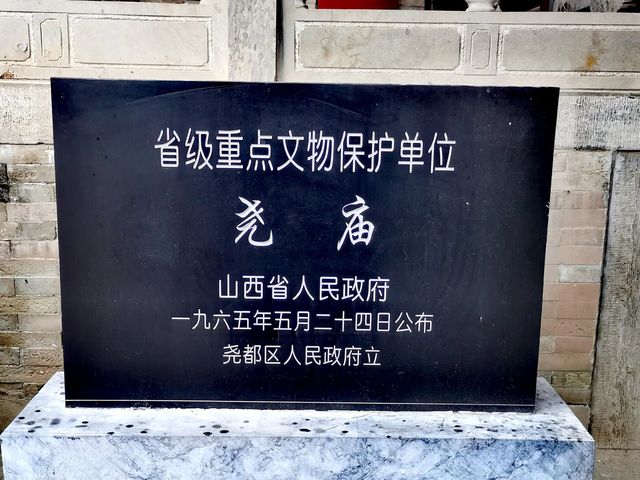 省级重点文物保护单位
尧 庙
山西省人民政府
一九六五年五月二十四日公布
尧都区人民政府立